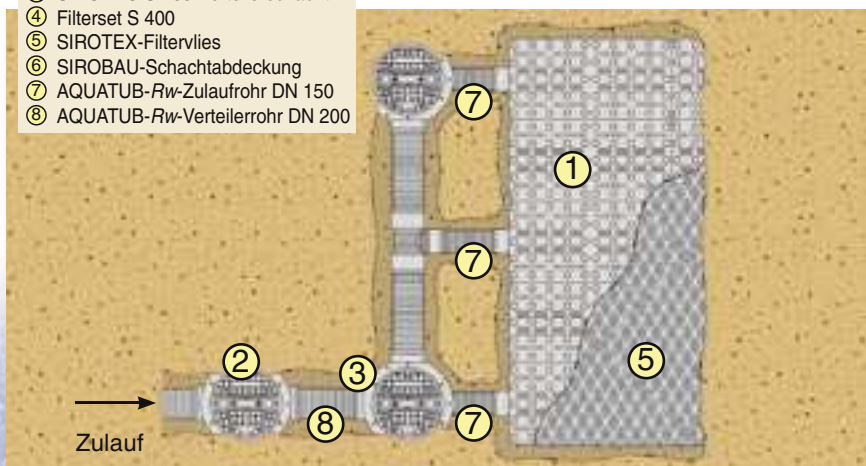 ④ Filterset S 400
⑤ SIROTEX-Filtervlies
⑥ SIROBAU-Schachtabdeckung
⑦ AQUATUB-Rw-Zulaufrohr DN 150
⑧ AQUATUB-Rw-Verteilerrohr DN 200
⑦
①
⑦
②
③
⑤
⑧
⑦
Zulauf